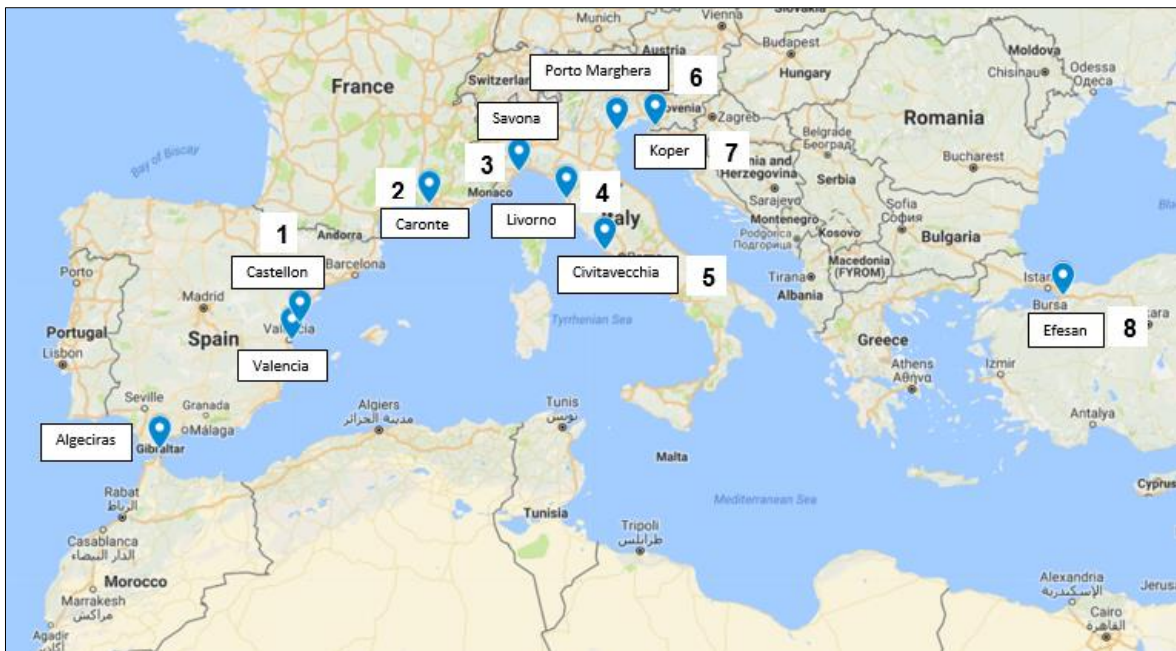 Munich
Vienna
Slovakia
Austria
Budapest
Hungary
Moldova
Chisinau
Odessa
Одеса
France
Porto Marghera
6
Savona
Zagreb
Romania
Bay of Biscay
Koper
7
Belgrade
Београд
Bucharest
3
Monaco
2
4
Herzegovina
Sarajevo
Serbia
Caronte
Livorno
Italy
Montenegro
Podgorica
Подгорица
Kosovo
Sofia
София
Bulgaria
1
Andorra
Castellon
Barcelona
Civitavecchia
5
Macedonia
(FYROM)
Tirana
Albania
Porto
Madrid
Bursa
Efesan
8
Portugal
Spain
Tyrrhenian Sea
Greece
Lisbon
Valencia
Athens
Αθήνα
Izmir
Seville
Granada
Málaga
Algiers
مدينة الجزائر
Tunis
تونس
Antalya
Algeciras
Gibraltar
Malta
Cyprus
Rabat
الرباط
Mediterranean Sea
Casablanca
الدار البيضاء
Tunisia
Tripoli
طرابلس
Morocco
Marrakesh
مراكش
Alexandria
الإسكندرية
Cairo
القاهرة
Agadir